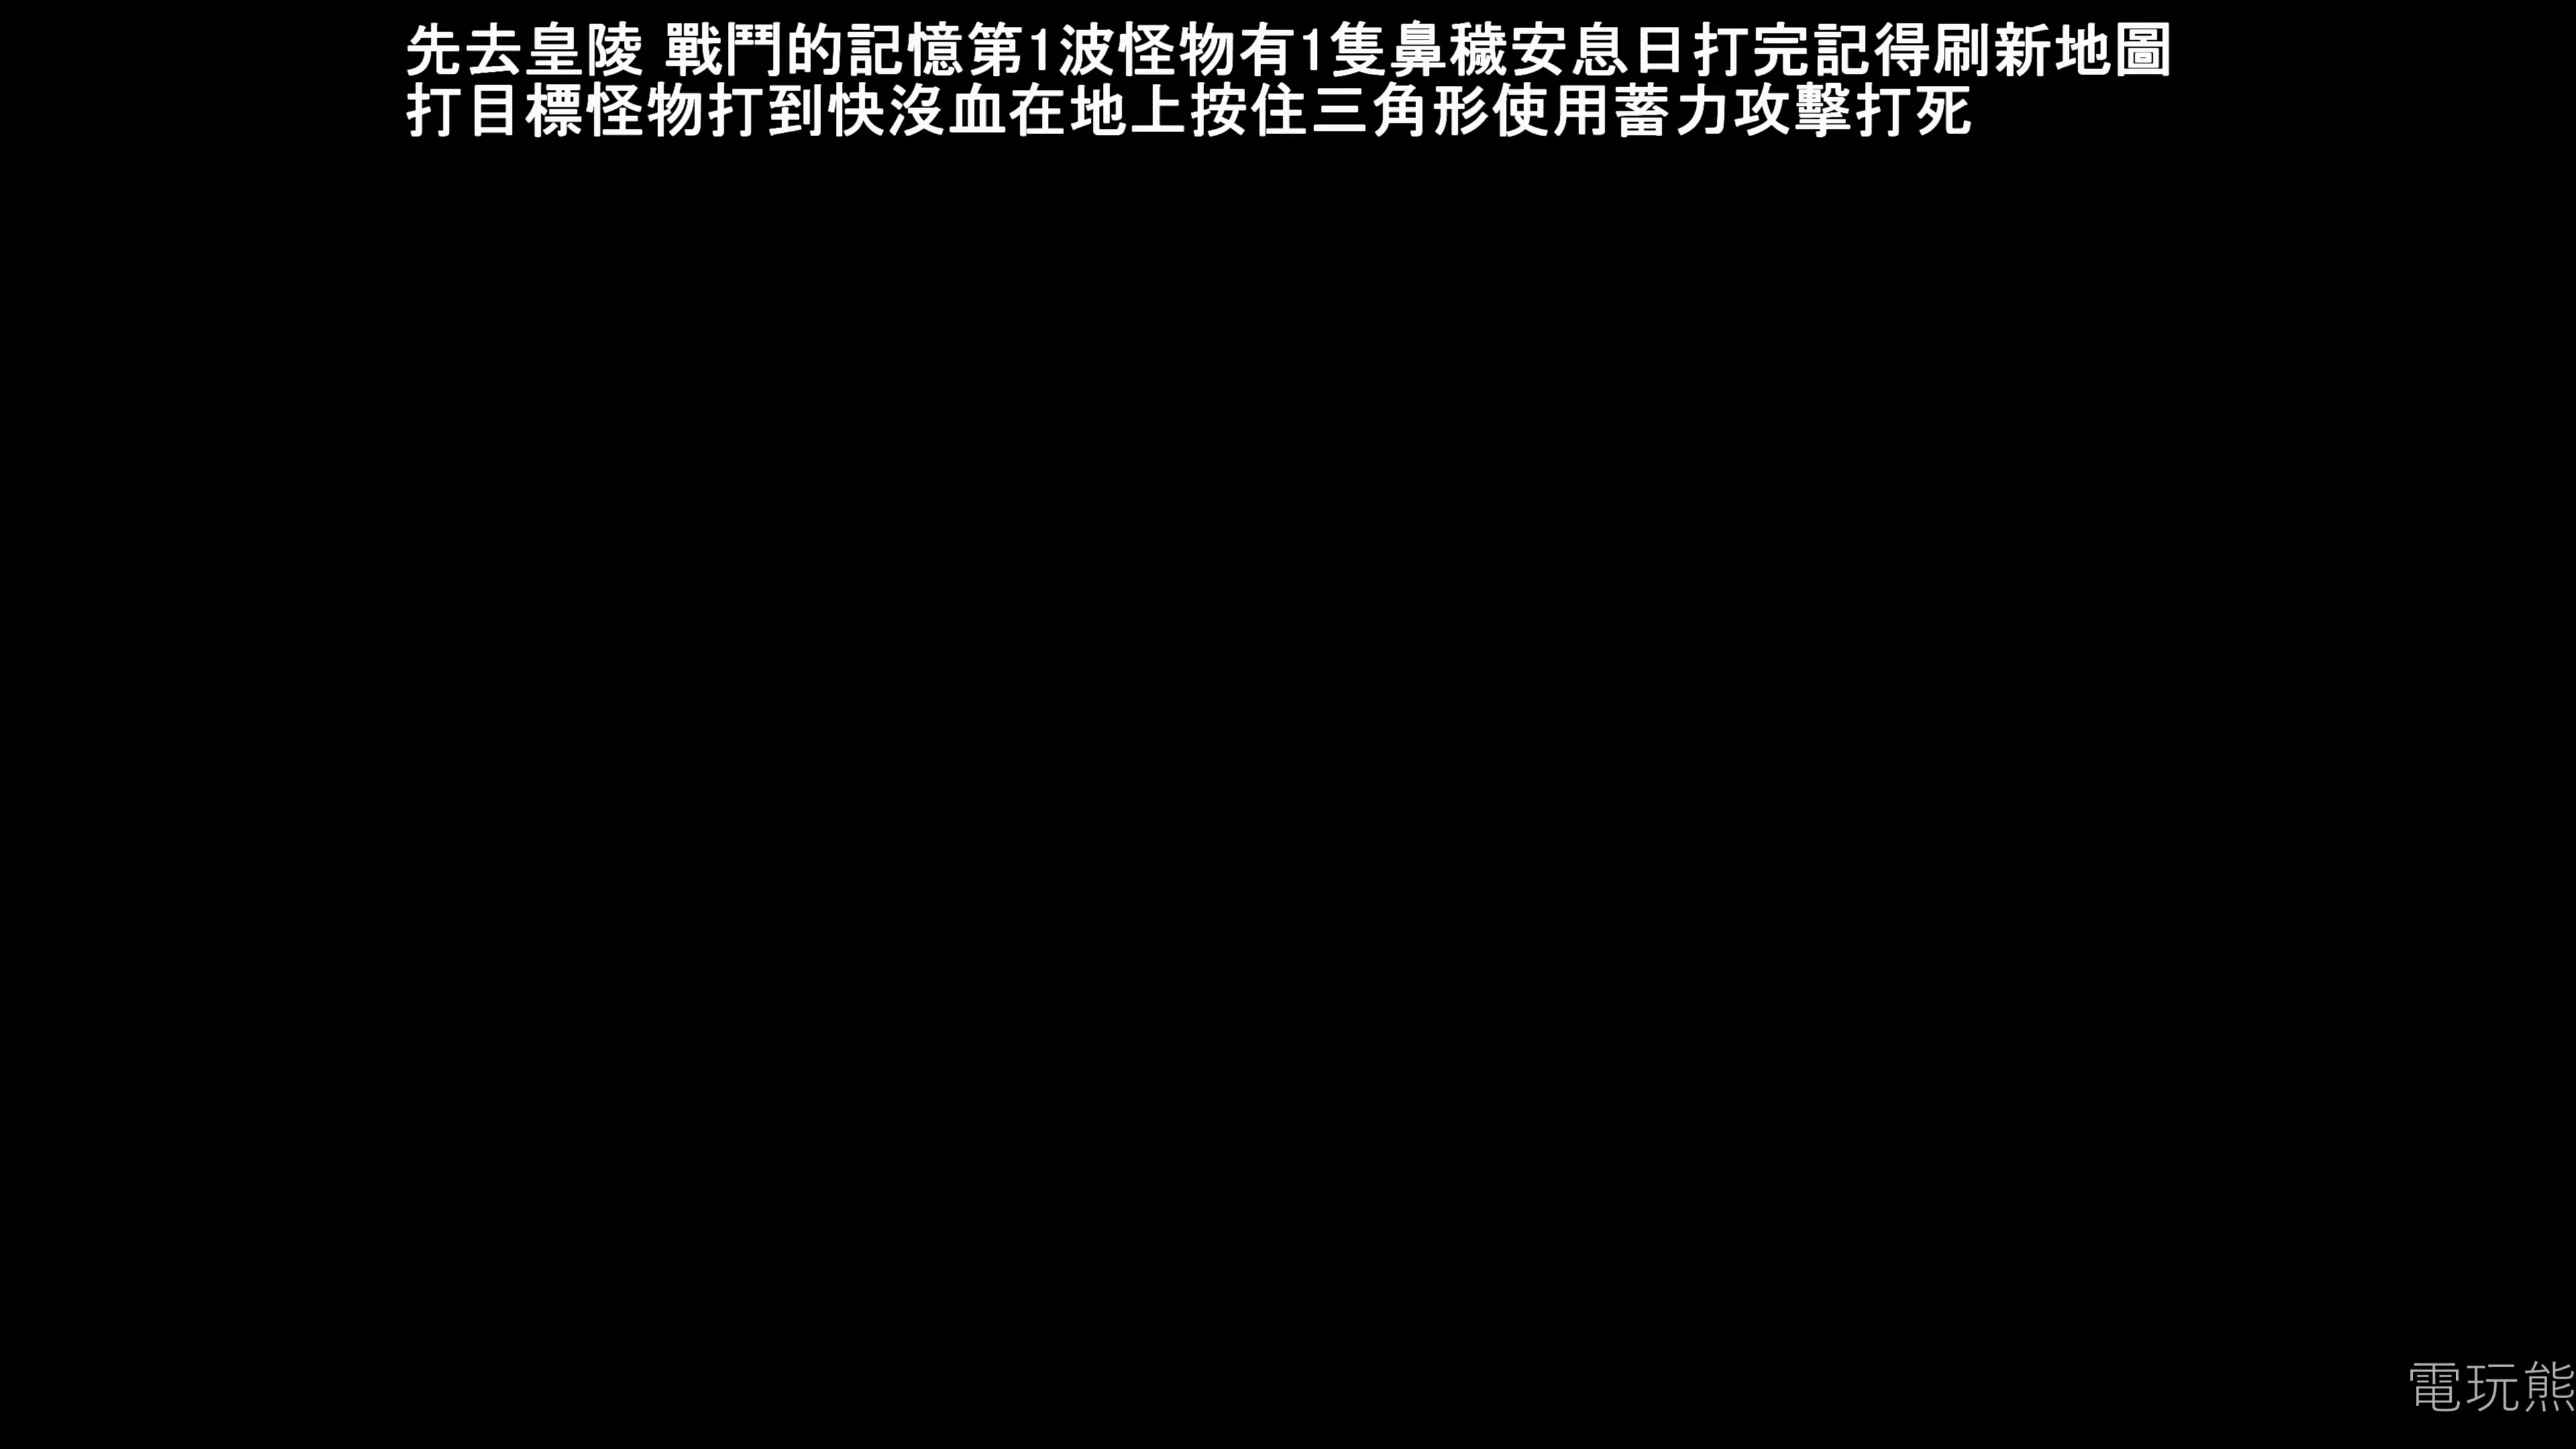 先去皇陵 戰鬥的記憶第1波怪物有1隻鼻穢安息日打完記得刷新地圖
打目標怪物打到快沒血在地上按住三角形使用蓄力攻擊打死
電玩熊